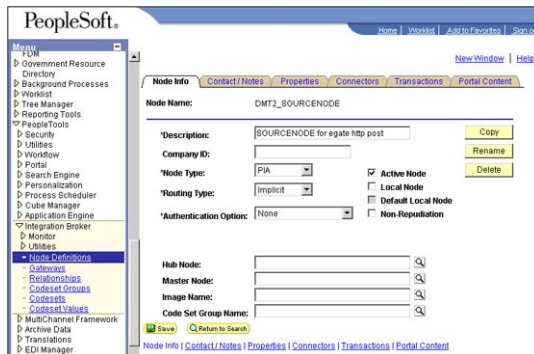 PeopleSoft®
Home | Worklist | Add to Favorites | Sign
Menu
New Window | Help
FDM
Government Resource
Directory
Background Processes
Worklist
Tree Manager
Reporting Tools
PeopleTools
Security
Utilities
Workflow
Portal
Search Engine
Personalization
Process Scheduler
Cube Manager
Application Engine
Integration Broker
Monitor
Utilities
Node Definitions
Gateways
Relationships
Codeset Groups
Codesets
Codeset Values
MultiChannel Framework
Archive Data
Translations
EDI Manager
Node Info Contact / Notes Properties Connectors Transactions Portal Content
Node Name: DMT2_SOURCENODE
*Description: SOURCENODE for egate http post Copy
Company ID: Rename
*Node Type: PIA Active Node Delete
*Routing Type: Implicit Local Node
Default Local Node
*Authentication Option: None Non-Repudiation
Hub Node:
Master Node:
Image Name:
Code Set Group Name:
Save Return to Search
Node Info | Contact / Notes | Properties | Connectors | Transactions | Portal Content